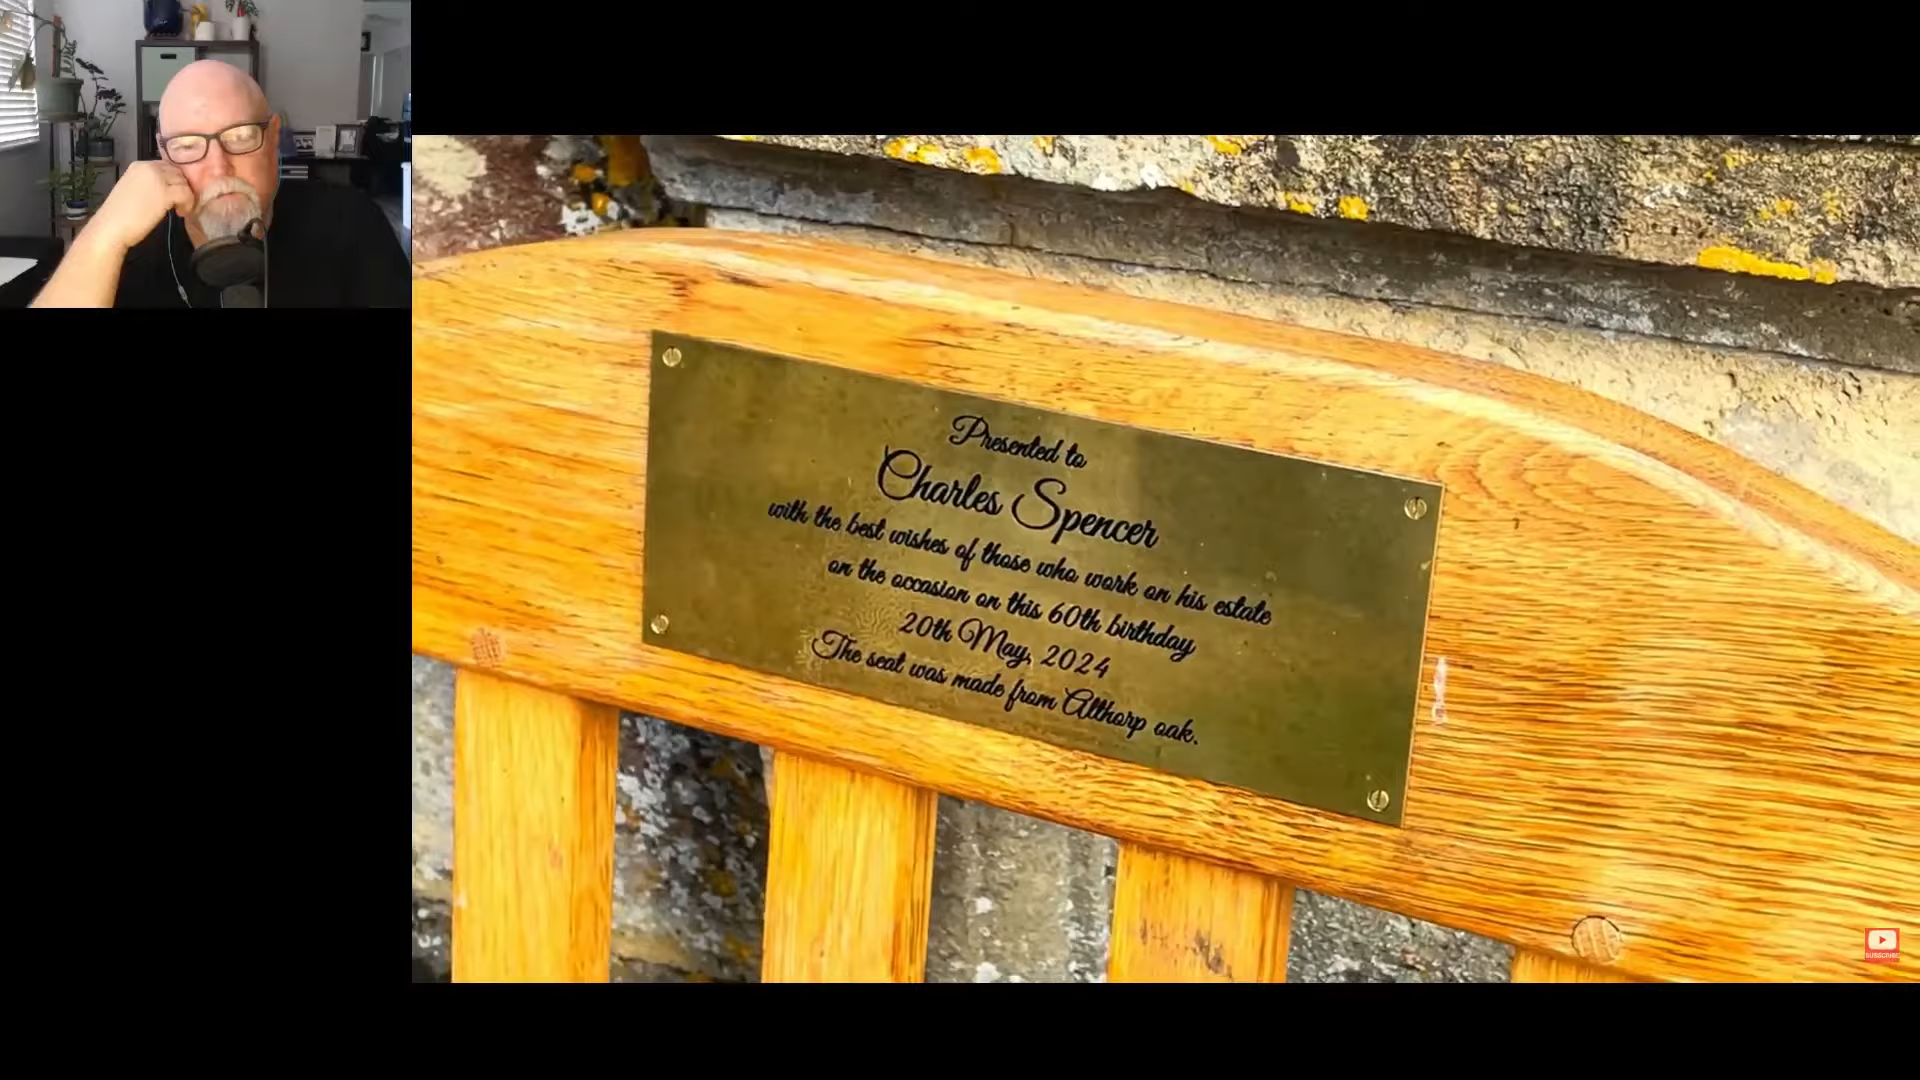 Presented to
Charles Spencer
with the best wishes of those who work on his estate
on the occasion on this 60th birthday
20th May, 2024
The seat was made from Althorp oak.
SUBSCRIBE